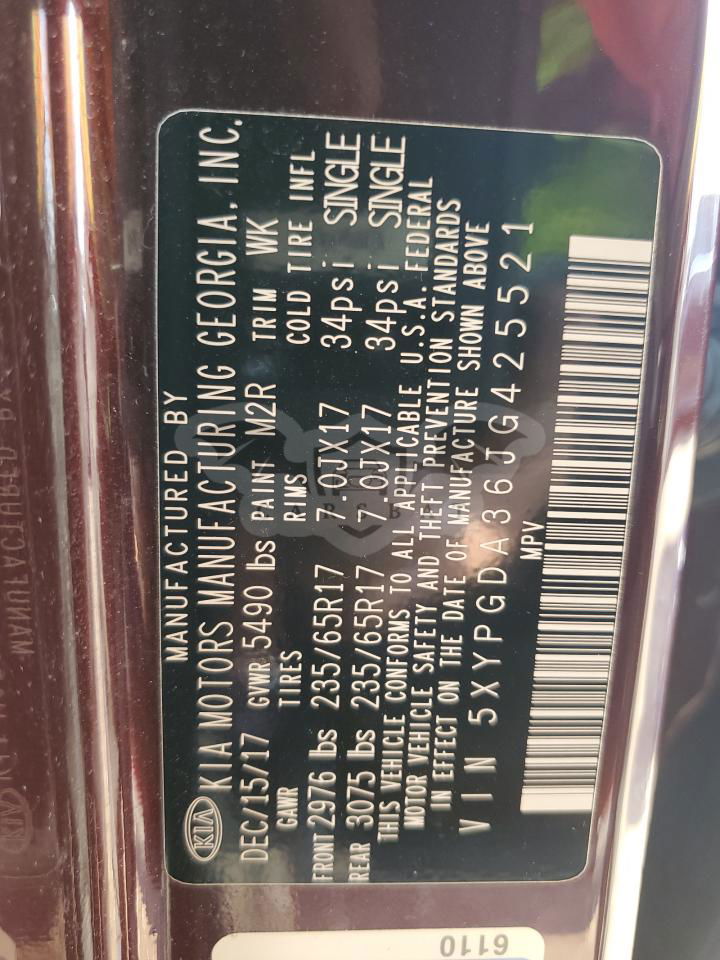 MANUFACTURED BY
KIA KIA MOTORS MANUFACTURING GEORGIA, INC.
DEC/15/17 GVWR 5490 lbs PAINT M2R TRIM WK
GAWR TIRES RIMS COLD TIRE INFL
FRONT 2976 lbs 235/65R17 7.0JX17 34psi SINGLE
REAR 3075 lbs 235/65R17 7.0JX17 34psi SINGLE
THIS VEHICLE CONFORMS TO ALL APPLICABLE U.S.A. FEDERAL
MOTOR VEHICLE SAFETY AND THEFT PREVENTION STANDARDS
IN EFFECT ON THE DATE OF MANUFACTURE SHOWN ABOVE
VIN 5XYPGDA36JG425521
MPV
6110